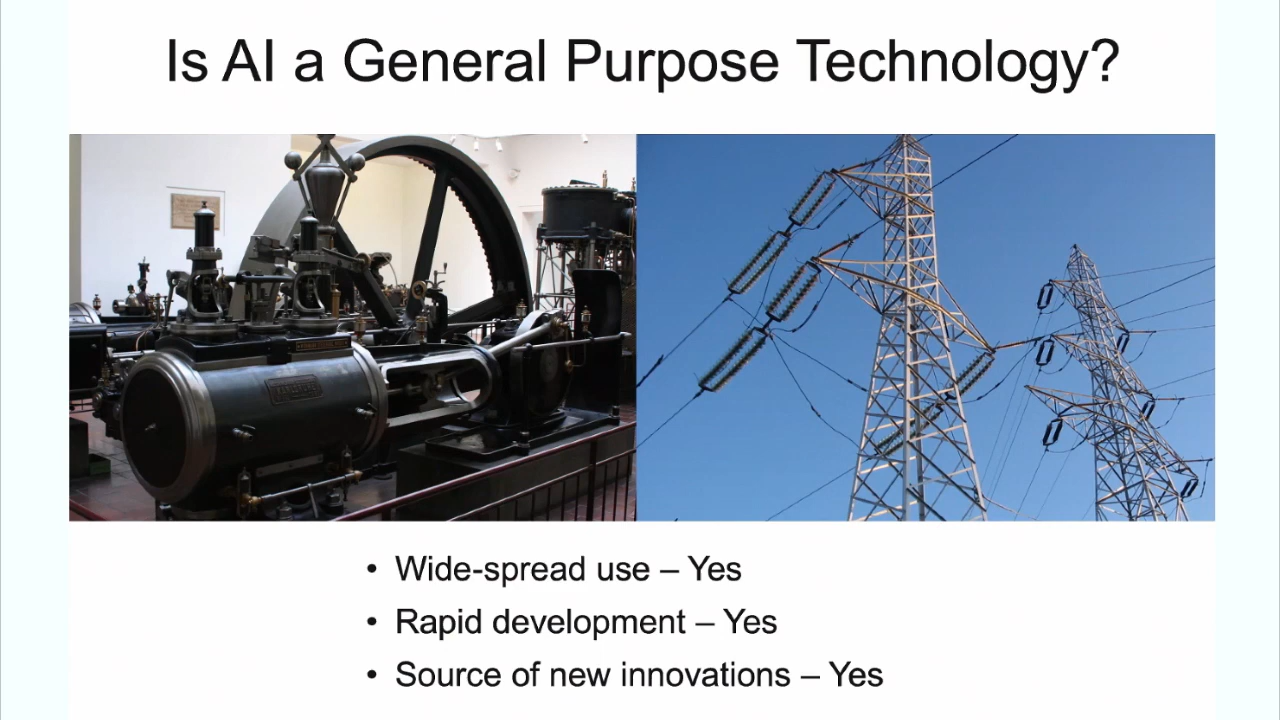 Is AI a General Purpose Technology?
• Wide-spread use – Yes
• Rapid development – Yes
• Source of new innovations – Yes